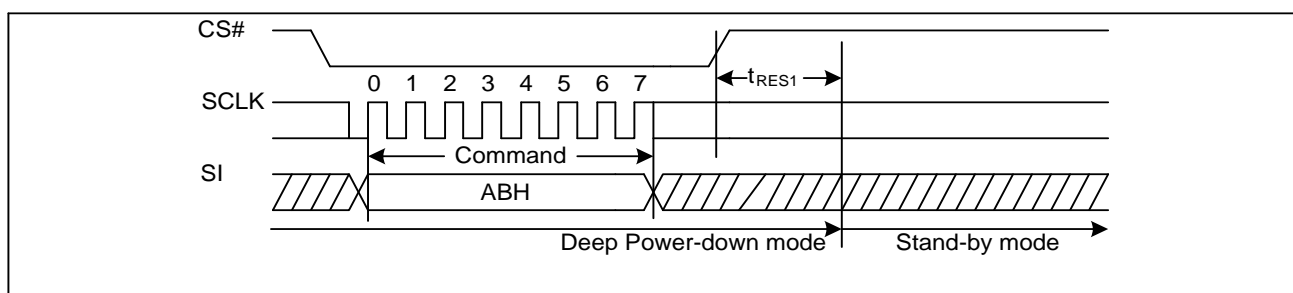 CS#
tRES1
0 1 2 3 4 5 6 7
SCLK
Command
SI
ABH
Deep Power-down mode Stand-by mode